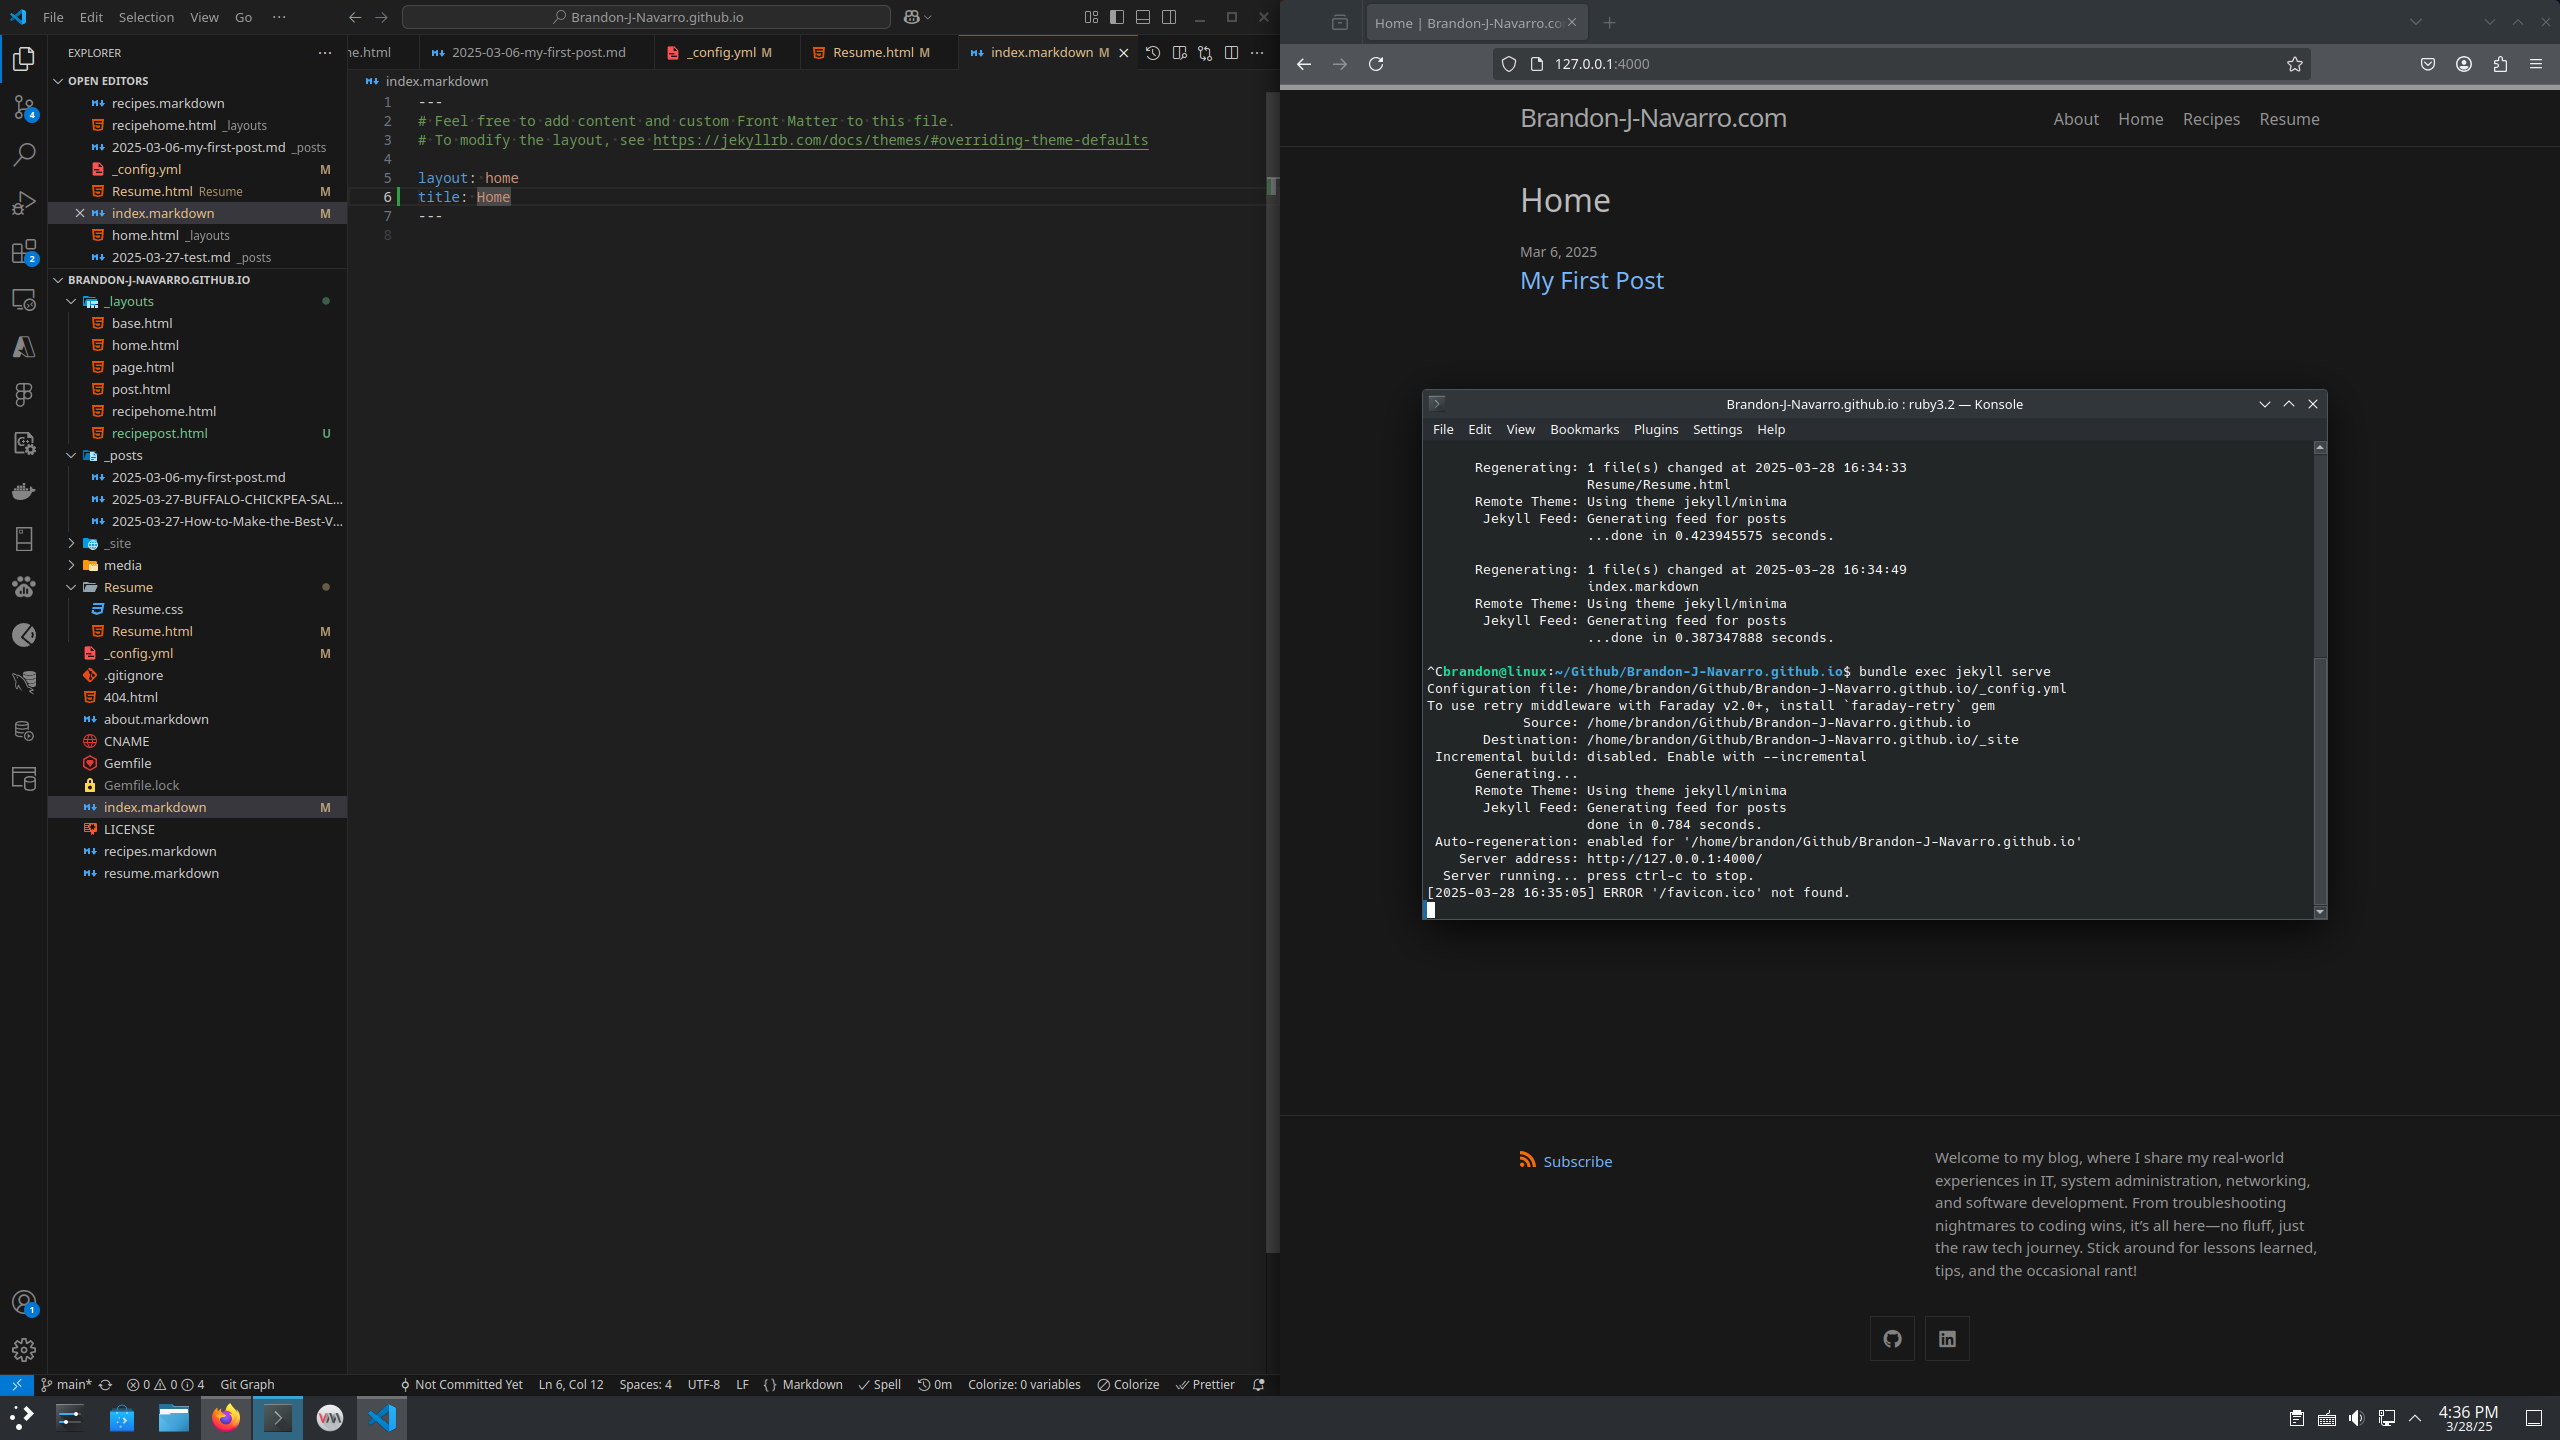 File Edit Selection View Go ···
Brandon-J-Navarro.github.io
EXPLORER
OPEN EDITORS
recipes.markdown
recipehome.html _layouts
2025-03-06-my-first-post.md _posts
_config.yml M
Resume.html Resume M
index.markdown M
home.html _layouts
2025-03-27-test.md _posts
BRANDON-J-NAVARRO.GITHUB.IO
_layouts
base.html
home.html
page.html
post.html
recipehome.html
recipepost.html U
_posts
2025-03-06-my-first-post.md
2025-03-27-BUFFALO-CHICKPEA-SAL...
2025-03-27-How-to-Make-the-Best-V...
_site
media
Resume
Resume.css
Resume.html M
_config.yml M
.gitignore
404.html
about.markdown
CNAME
Gemfile
Gemfile.lock
index.markdown M
LICENSE
recipes.markdown
resume.markdown
4
2
1
ne.html 2025-03-06-my-first-post.md _config.yml M Resume.html M index.markdown M
index.markdown
1 ---
2 # Feel free to add content and custom Front Matter to this file.
3 # To modify the layout, see https://jekyllrb.com/docs/themes/#overriding-theme-defaults
4
5 layout: home
6 title: Home
7 ---
8
main* 0 0 4 Git Graph Not Committed Yet Ln 6, Col 12 Spaces: 4 UTF-8 LF {} Markdown Spell 0m Colorize: 0 variables Colorize Prettier
Home | Brandon-J-Navarro.co
127.0.0.1:4000
Brandon-J-Navarro.com
About Home Recipes Resume
Home
Mar 6, 2025
My First Post
Brandon-J-Navarro.github.io : ruby3.2 — Konsole
File Edit View Bookmarks Plugins Settings Help
Regenerating: 1 file(s) changed at 2025-03-28 16:34:33
Resume/Resume.html
Remote Theme: Using theme jekyll/minima
Jekyll Feed: Generating feed for posts
...done in 0.423945575 seconds.
Regenerating: 1 file(s) changed at 2025-03-28 16:34:49
index.markdown
Remote Theme: Using theme jekyll/minima
Jekyll Feed: Generating feed for posts
...done in 0.387347888 seconds.
^Cbrandon@linux:~/Github/Brandon-J-Navarro.github.io$ bundle exec jekyll serve
Configuration file: /home/brandon/Github/Brandon-J-Navarro.github.io/_config.yml
To use retry middleware with Faraday v2.0+, install `faraday-retry` gem
Source: /home/brandon/Github/Brandon-J-Navarro.github.io
Destination: /home/brandon/Github/Brandon-J-Navarro.github.io/_site
Incremental build: disabled. Enable with --incremental
Generating...
Remote Theme: Using theme jekyll/minima
Jekyll Feed: Generating feed for posts
done in 0.784 seconds.
Auto-regeneration: enabled for '/home/brandon/Github/Brandon-J-Navarro.github.io'
Server address: http://127.0.0.1:4000/
Server running... press ctrl-c to stop.
[2025-03-28 16:35:05] ERROR '/favicon.ico' not found.
Subscribe
Welcome to my blog, where I share my real-world
experiences in IT, system administration, networking,
and software development. From troubleshooting
nightmares to coding wins, it's all here—no fluff, just
the raw tech journey. Stick around for lessons learned,
tips, and the occasional rant!
4:36 PM
3/28/25